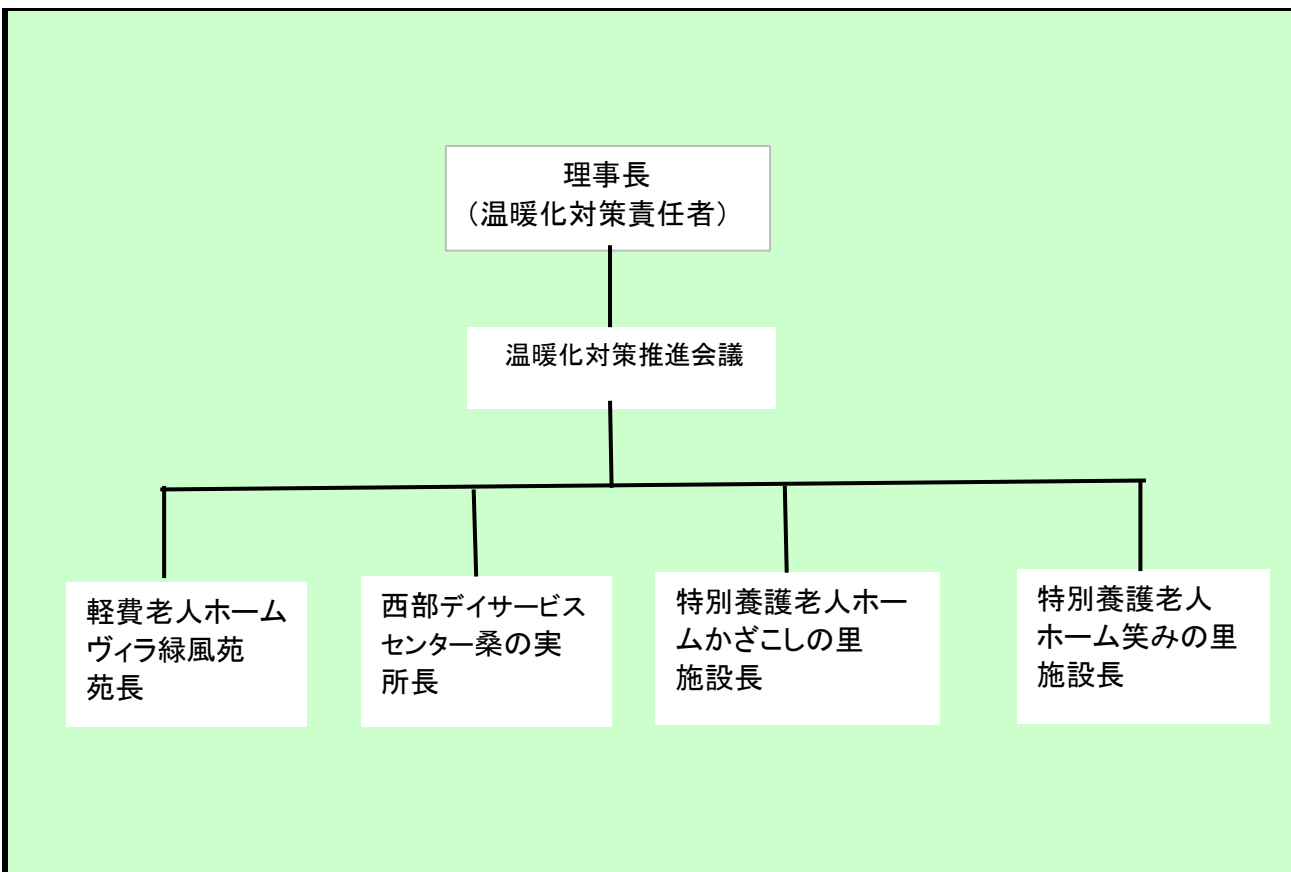 理事長
（温暖化対策責任者）
温暖化対策推進会議
軽費老人ホーム
ヴィラ緑風苑
苑長
西部デイサービス
センター桑の実
所長
特別養護老人ホー
ムかざこしの里
施設長
特別養護老人
ホーム笑みの里
施設長